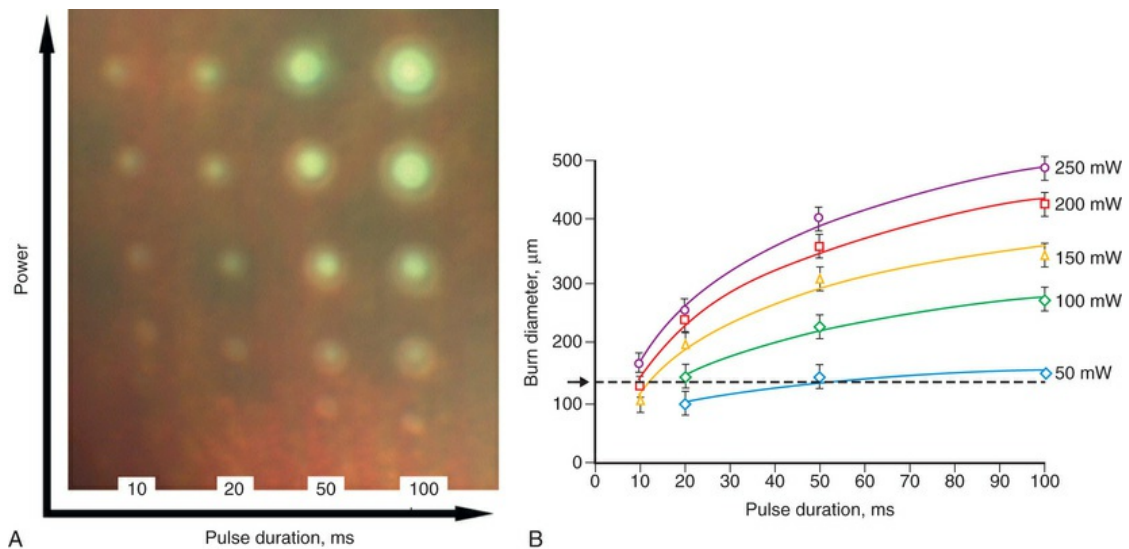 Power
10
20
50
100
Pulse duration, ms
A
Burn diameter, μm
500
400
300
200
100
0
0 10 20 30 40 50 60 70 80 90 100
Pulse duration, ms
250 mW
200 mW
150 mW
100 mW
50 mW
B